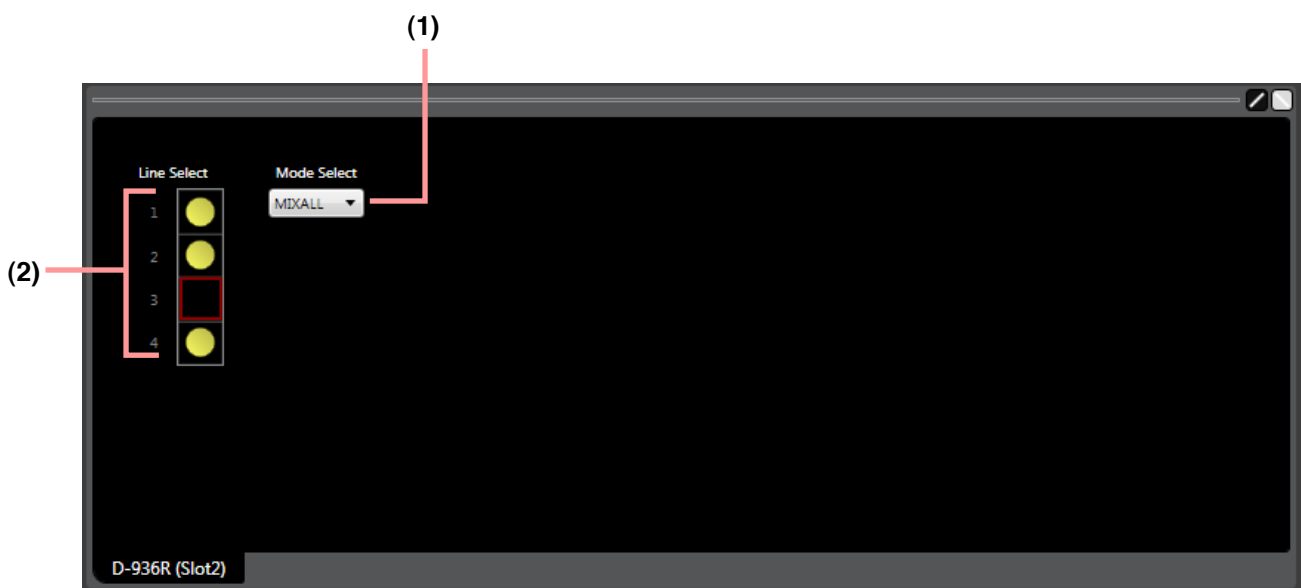 (1)
Line Select
Mode Select
1
MIXALL
2
(2)
3
4
D-936R (Slot2)